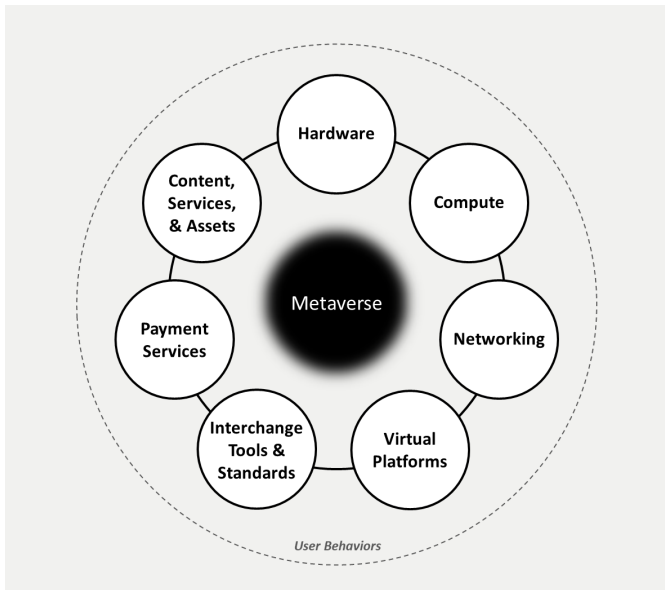 Hardware
Compute
Networking
Virtual
Platforms
Interchange
Tools &
Standards
Payment
Services
Content,
Services,
& Assets
Metaverse
User Behaviors